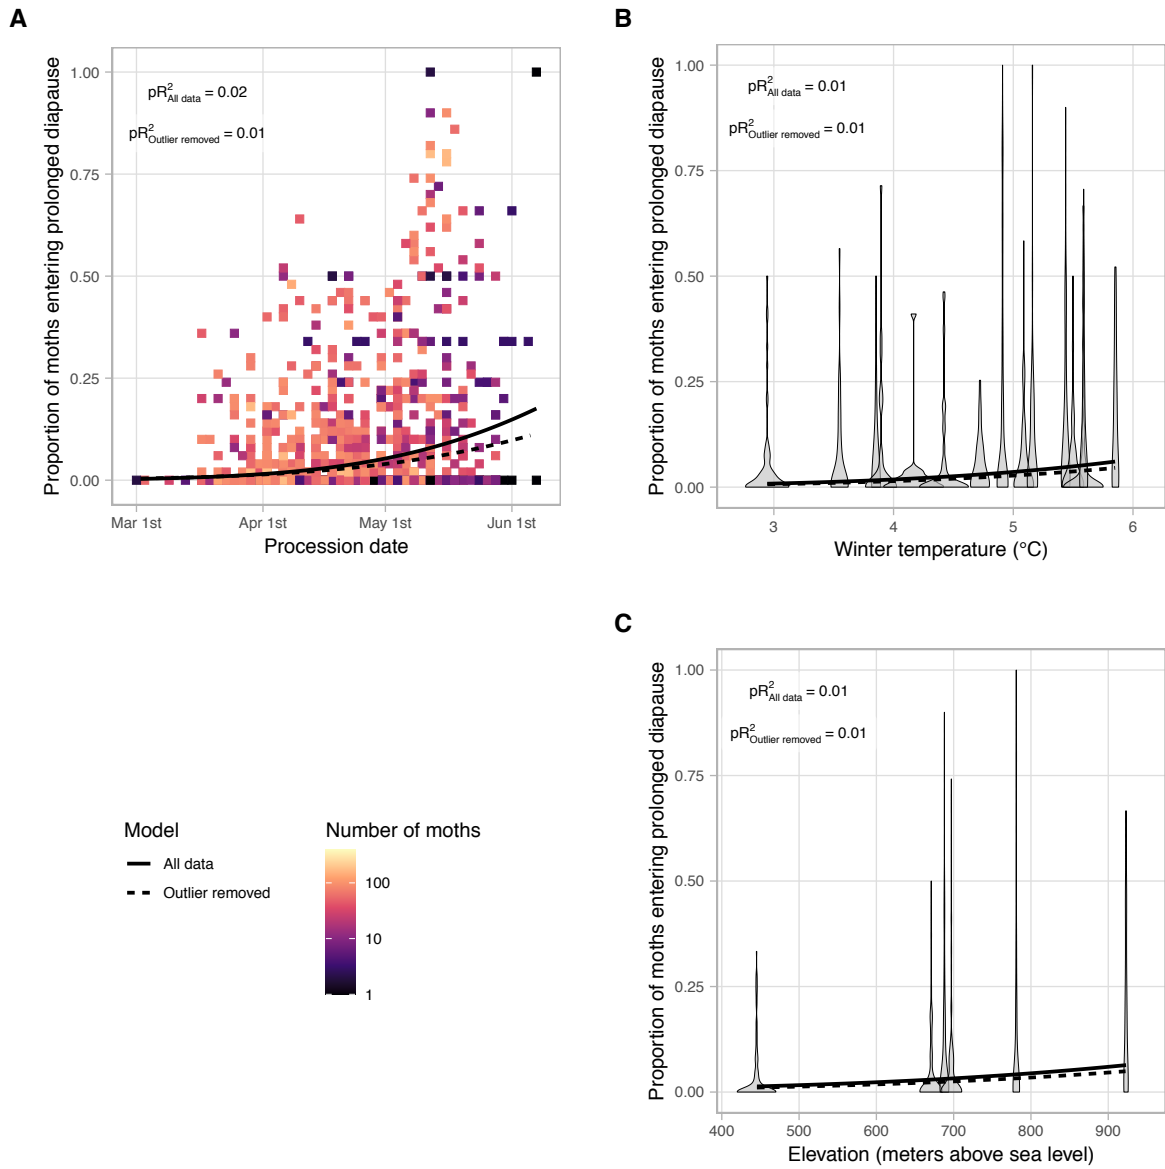 A
Proportion of moths entering prolonged diapause
1.00
0.75
0.50
0.25
0.00
pR²All data = 0.02
pR²Outlier removed = 0.01
Mar 1st
Apr 1st
May 1st
Jun 1st
Procession date
B
Proportion of moths entering prolonged diapause
1.00
0.75
0.50
0.25
0.00
pR²All data = 0.01
pR²Outlier removed = 0.01
3
4
5
6
Winter temperature (°C)
C
Proportion of moths entering prolonged diapause
1.00
0.75
0.50
0.25
0.00
pR²All data = 0.01
pR²Outlier removed = 0.01
400
500
600
700
800
900
Elevation (meters above sea level)
Model
All data
Outlier removed
Number of moths
100
10
1